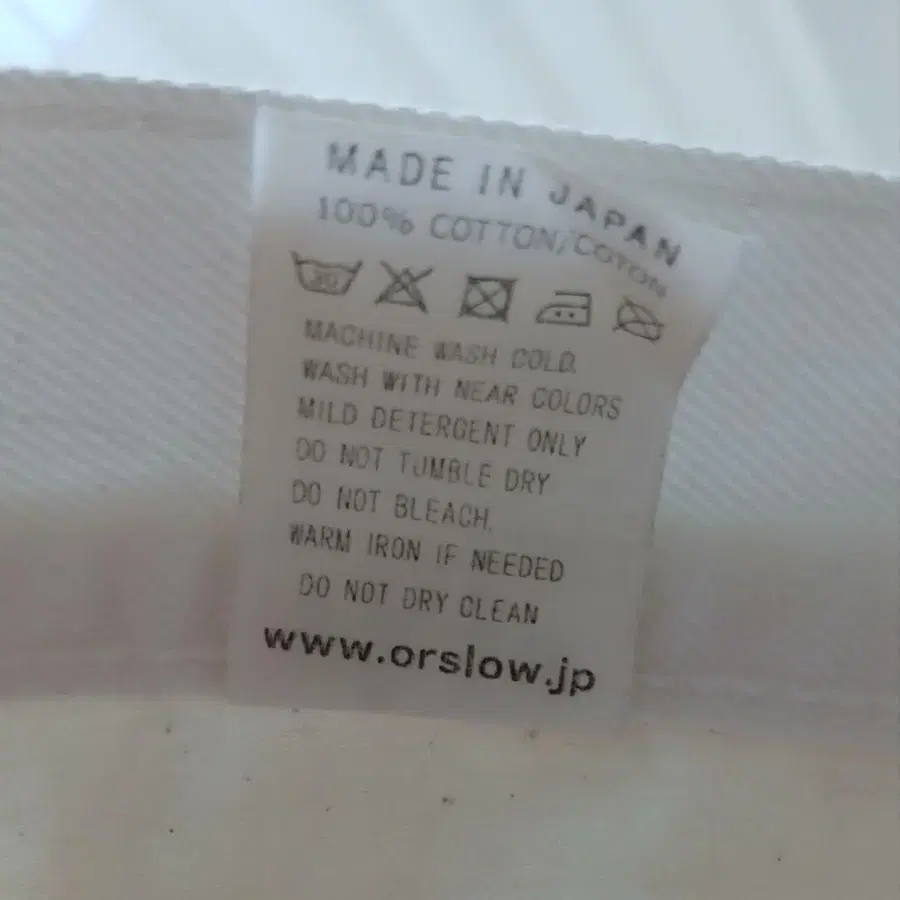 MADE IN JAPAN
100% COTTON/COTON
30
MACHINE WASH COLD.
WASH WITH NEAR COLORS
MILD DETERGENT ONLY
DO NOT TUMBLE DRY
DO NOT BLEACH.
WARM IRON IF NEEDED
DO NOT DRY CLEAN
www.orslow.jp